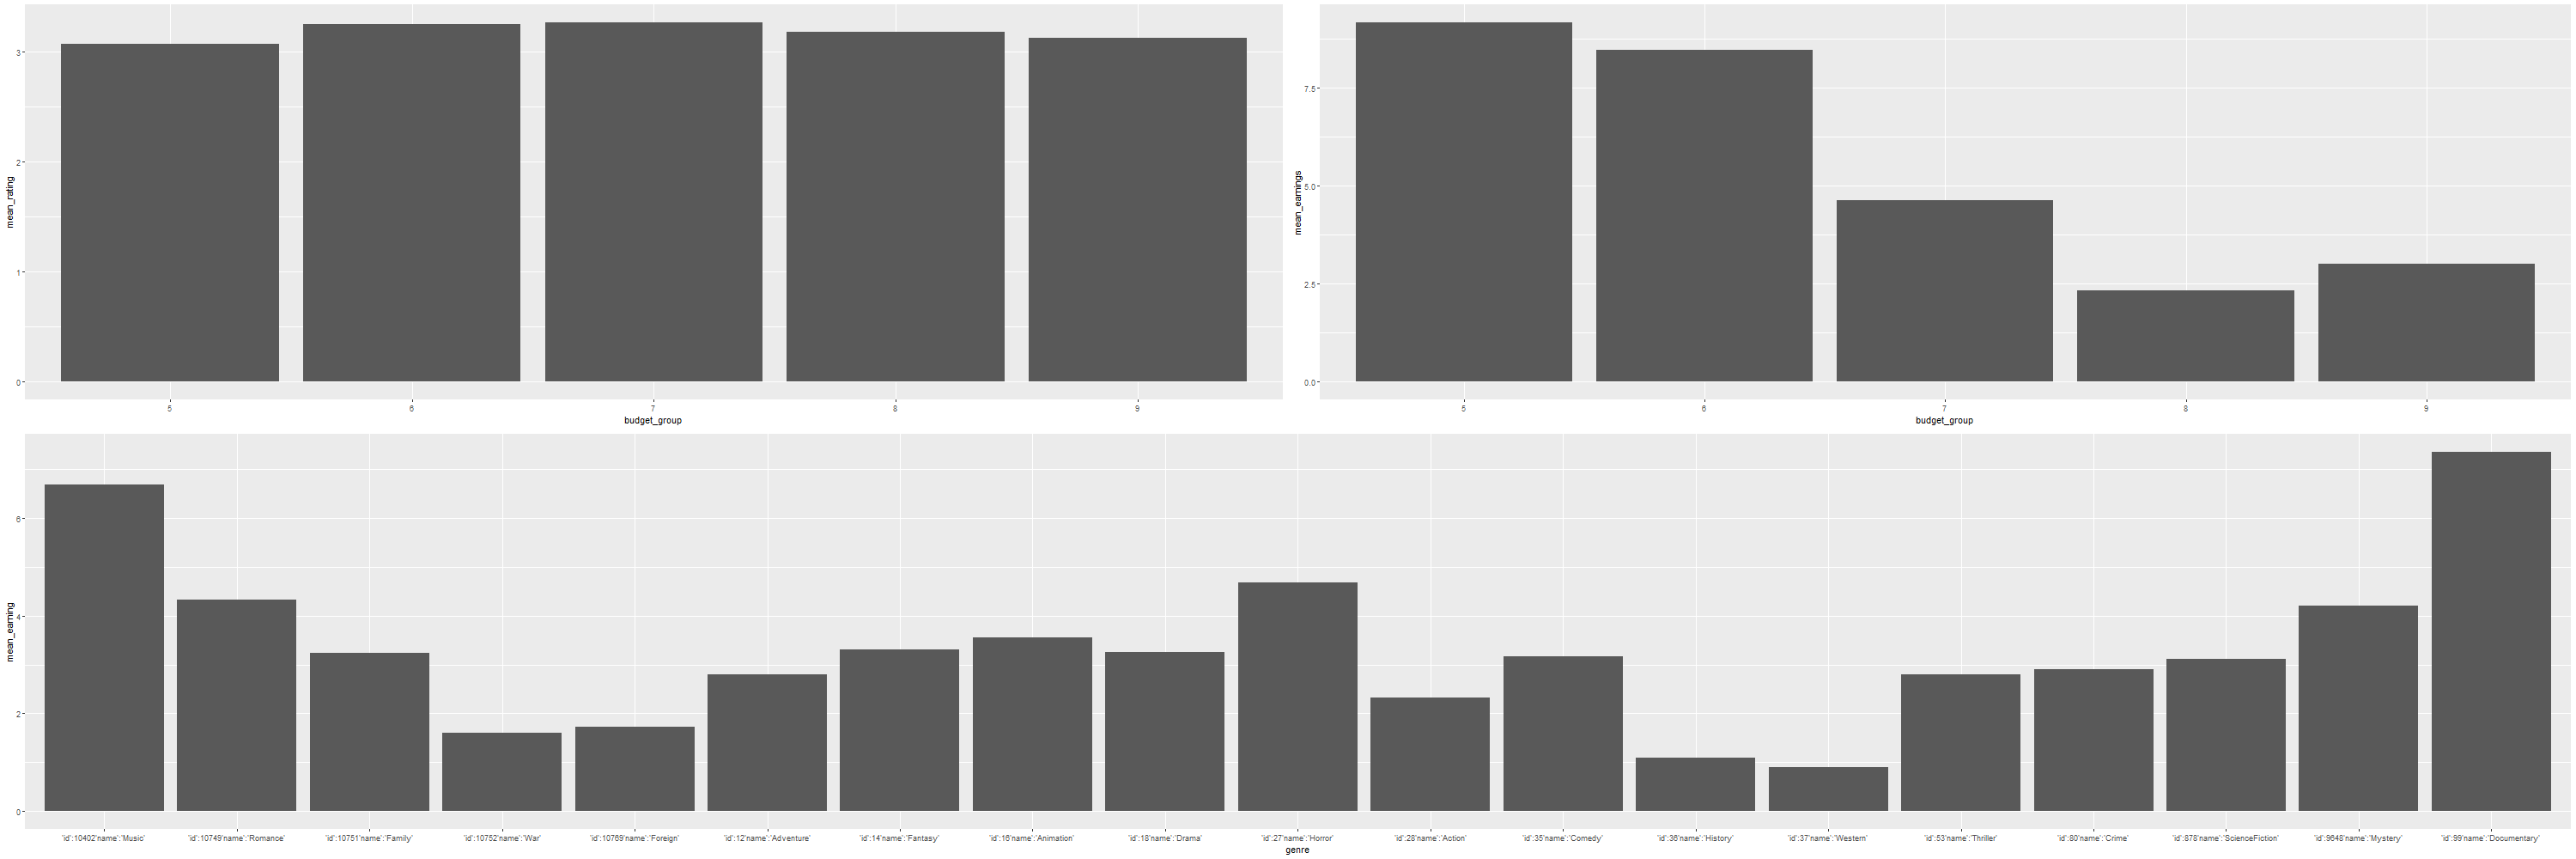 mean_rating
3
2
1
0
5 6 7 8 9
budget_group
mean_earnings
7.5
5.0
2.5
0.0
5 6 7 8 9
budget_group
mean_earning
6
4
2
0
'id':10402'name':'Music' 'id':10749'name':'Romance' 'id':10751'name':'Family' 'id':10752'name':'War' 'id':10769'name':'Foreign' 'id':12'name':'Adventure' 'id':14'name':'Fantasy' 'id':16'name':'Animation' 'id':18'name':'Drama' 'id':27'name':'Horror' 'id':28'name':'Action' 'id':35'name':'Comedy' 'id':36'name':'History' 'id':37'name':'Western' 'id':53'name':'Thriller' 'id':80'name':'Crime' 'id':878'name':'ScienceFiction' 'id':9648'name':'Mystery' 'id':99'name':'Documentary'
genre